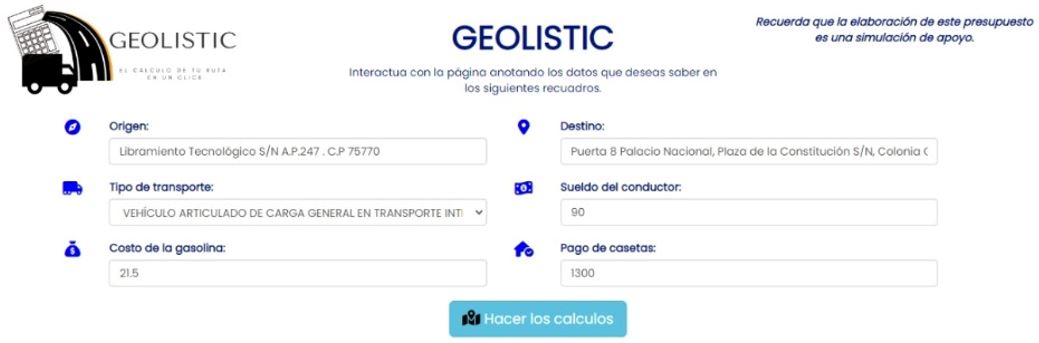 GEOLISTIC
EL CALCULO DE TU RUTA
EN UN CLICK
GEOLISTIC
Interactua con la página anotando los datos que deseas saber en
los siguientes recuadros.
Recuerda que la elaboración de este presupuesto
es una simulación de apoyo.
Origen:
Libramiento Tecnológico S/N A.P.247 . C.P 75770
Destino:
Puerta 8 Palacio Nacional, Plaza de la Constitución S/N, Colonia C
Tipo de transporte:
VEHÍCULO ARTICULADO DE CARGA GENERAL EN TRANSPORTE INTI
Sueldo del conductor:
90
Costo de la gasolina:
21.5
Pago de casetas:
1300
Hacer los calculos